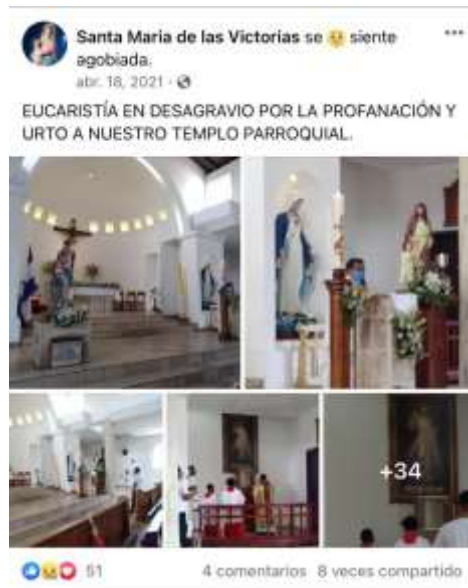 Santa Maria de las Victorias se 😢 siente
agobiada.
abr. 18, 2021 ·
EUCARISTÍA EN DESAGRAVIO POR LA PROFANACIÓN Y
URTO A NUESTRO TEMPLO PARROQUIAL.
+34
51
4 comentarios 8 veces compartido